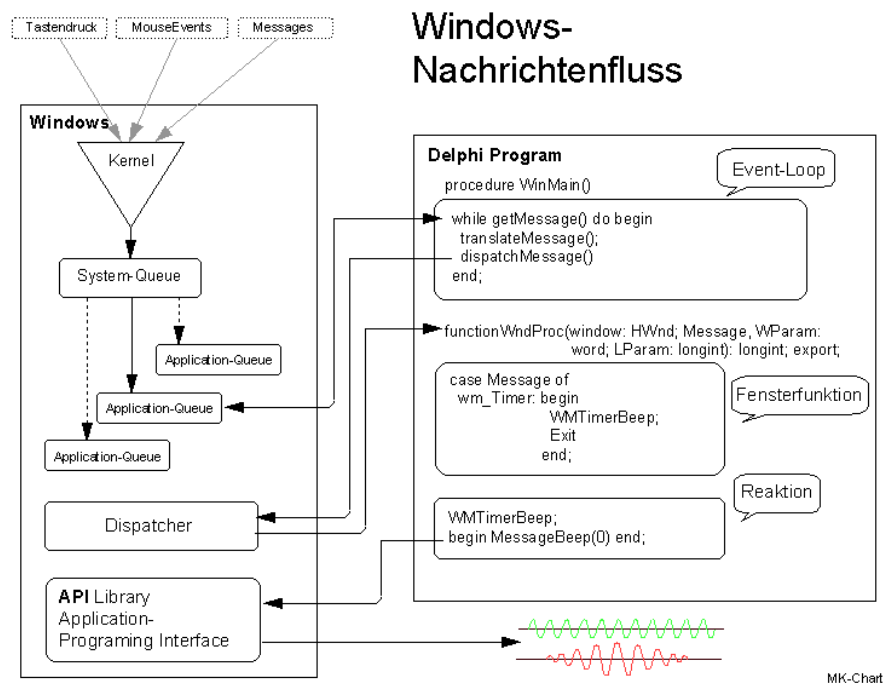 Tastendruck
MouseEvents
Messages
Windows-
Nachrichtenfluss
Windows
Kernel
System-Queue
Application-Queue
Application-Queue
Application-Queue
Dispatcher
API Library
Application-
Programing Interface
Delphi Program
Event-Loop
procedure WinMain()
while getMessage() do begin
translateMessage();
dispatchMessage()
end;
functionWndProc(window: HWnd; Message, WParam:
word; LParam: longint): longint; export;
case Message of
wm_Timer: begin
WMTimerBeep;
Exit
end;
Fensterfunktion
Reaktion
WMTimerBeep;
begin MessageBeep(0) end;
MK-Chart